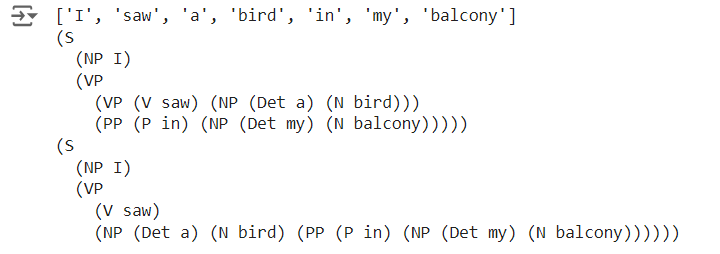 ['I', 'saw', 'a', 'bird', 'in', 'my', 'balcony']
(S
  (NP I)
  (VP
    (VP (V saw) (NP (Det a) (N bird)))
    (PP (P in) (NP (Det my) (N balcony)))))
(S
  (NP I)
  (VP
    (V saw)
    (NP (Det a) (N bird) (PP (P in) (NP (Det my) (N balcony))))))